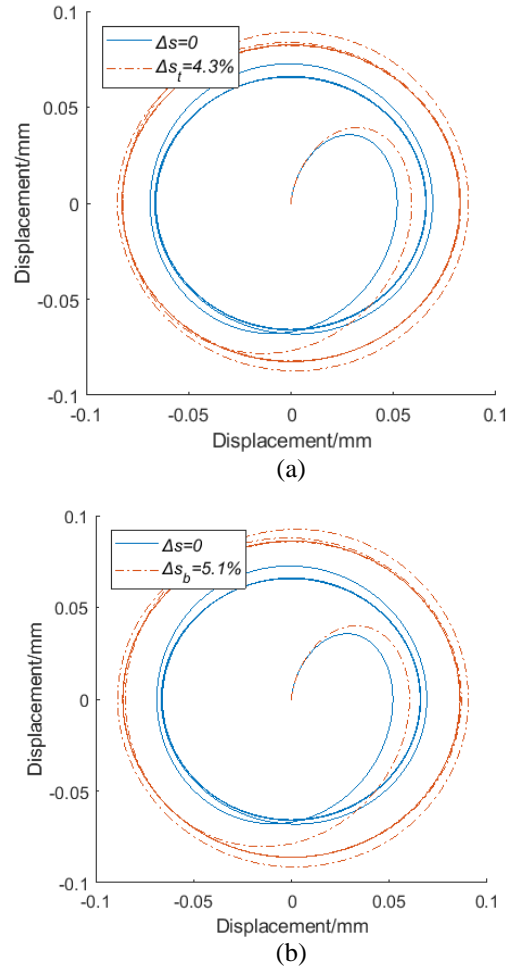 0.1
Δs=0
Δs_t=4.3%
0.05
0
-0.05
-0.1
Displacement/mm
-0.1 -0.05 0 0.05 0.1
Displacement/mm
(a)
0.1
Δs=0
Δs_b=5.1%
0.05
0
-0.05
-0.1
Displacement/mm
-0.1 -0.05 0 0.05 0.1
Displacement/mm
(b)